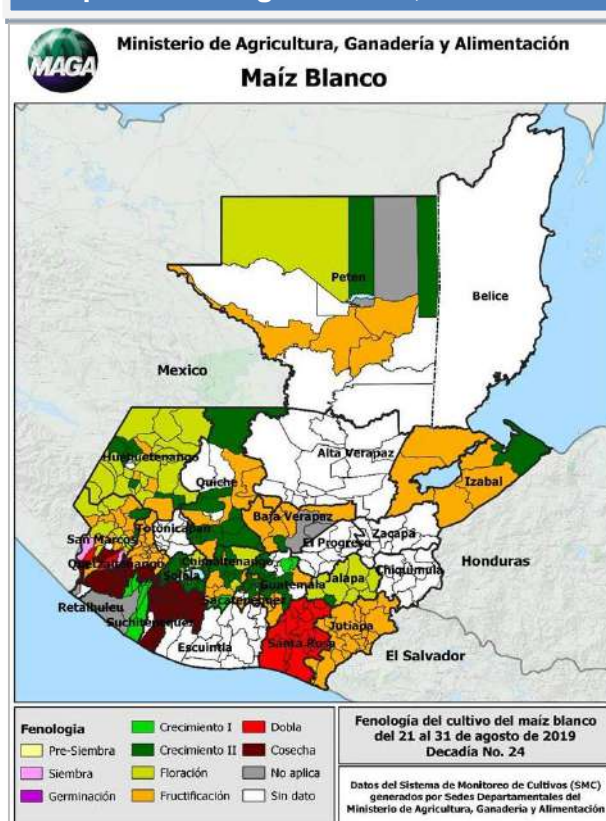 MAGA
Ministerio de Agricultura, Ganadería y Alimentación
Maíz Blanco
Peten
Belice
Mexico
Huehuetenango
Quiche
Alta Verapaz
Izabal
Baja Verapaz
Totonicapan
San Marcos
Quetzaltenango
Solola
Chimaltenango
El Progreso
Zacapa
Chiquimula
Honduras
Guatemala
Jalapa
Retalhuleu
Suchitepequez
Sacatepequez
Escuintla
Santa Rosa
Jutiapa
El Salvador
Fenología
Pre-Siembra
Siembra
Germinación
Crecimiento I
Crecimiento II
Floración
Fructificación
Dobla
Cosecha
No aplica
Sin dato
Fenología del cultivo del maíz blanco
del 21 al 31 de agosto de 2019
Decadía No. 24
Datos del Sistema de Monitoreo de Cultivos (SMC)
generados por Sedes Departamentales del
Ministerio de Agricultura, Ganadería y Alimentación